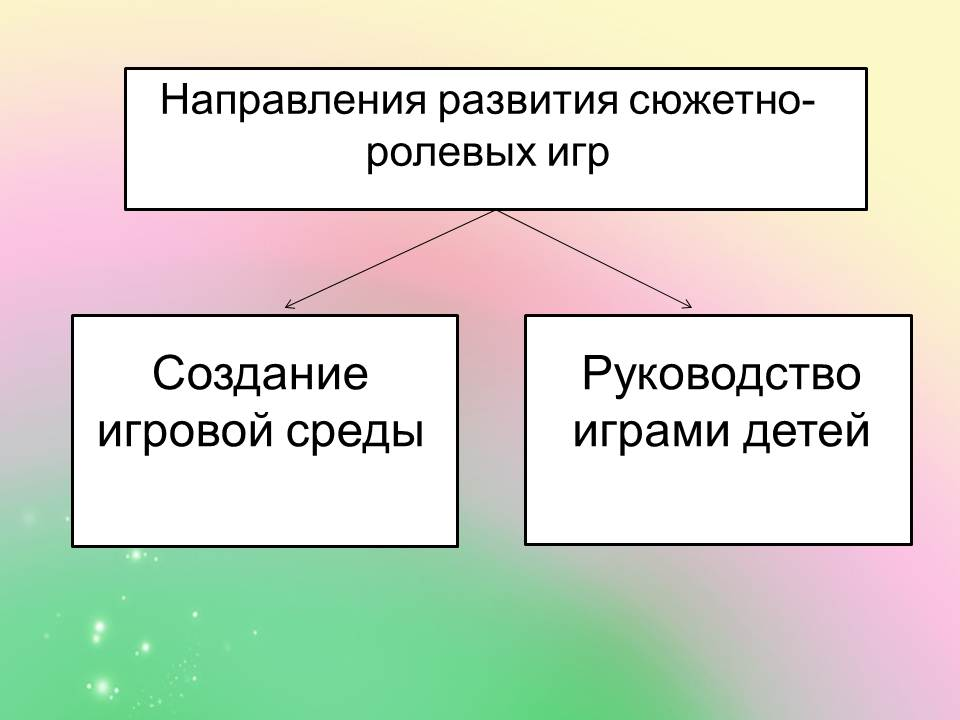 Направления развития сюжетно-
ролевых игр
Создание
игровой среды
Руководство
играми детей